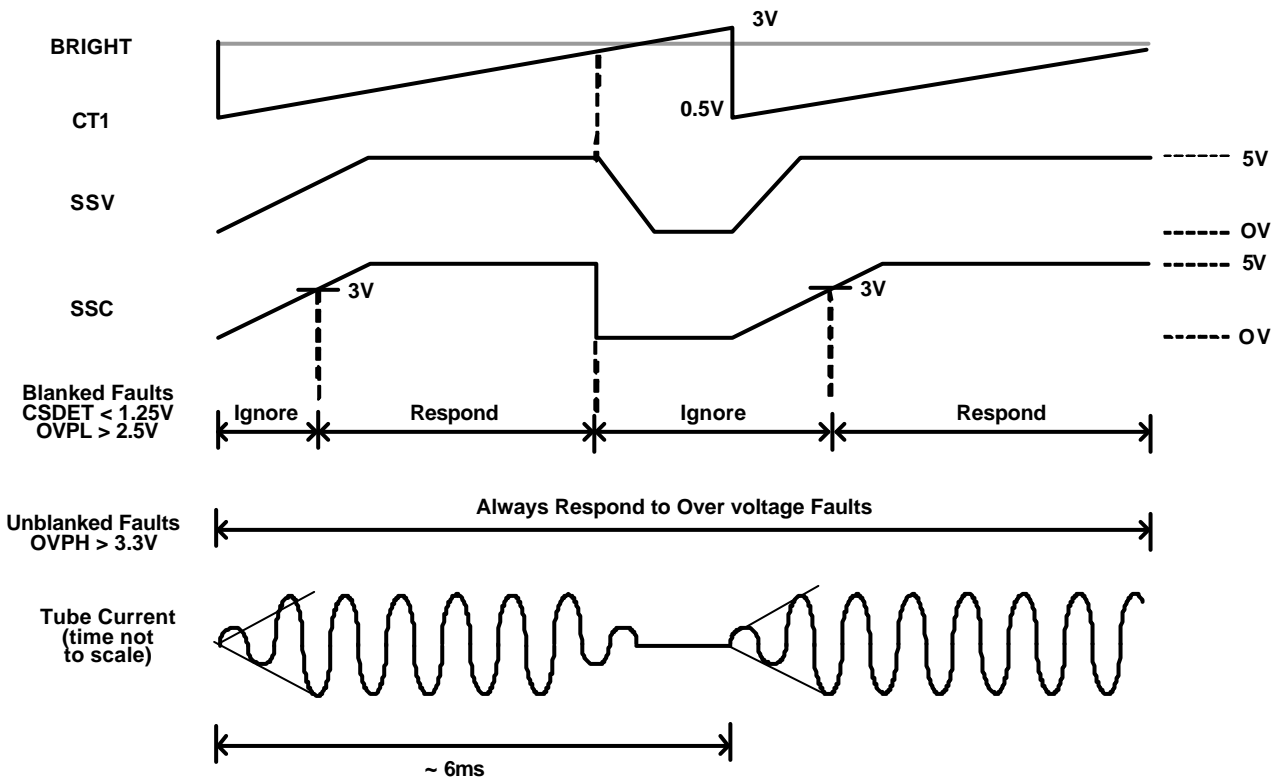 3V
BRIGHT
0.5V
CT1
5V
SSV
OV
5V
3V
3V
SSC
OV
Blanked Faults
CSDET < 1.25V
OVPL > 2.5V
Ignore
Respond
Ignore
Respond
Always Respond to Over voltage Faults
Unblanked Faults
OVPH > 3.3V
Tube Current
(time not
to scale)
~ 6ms